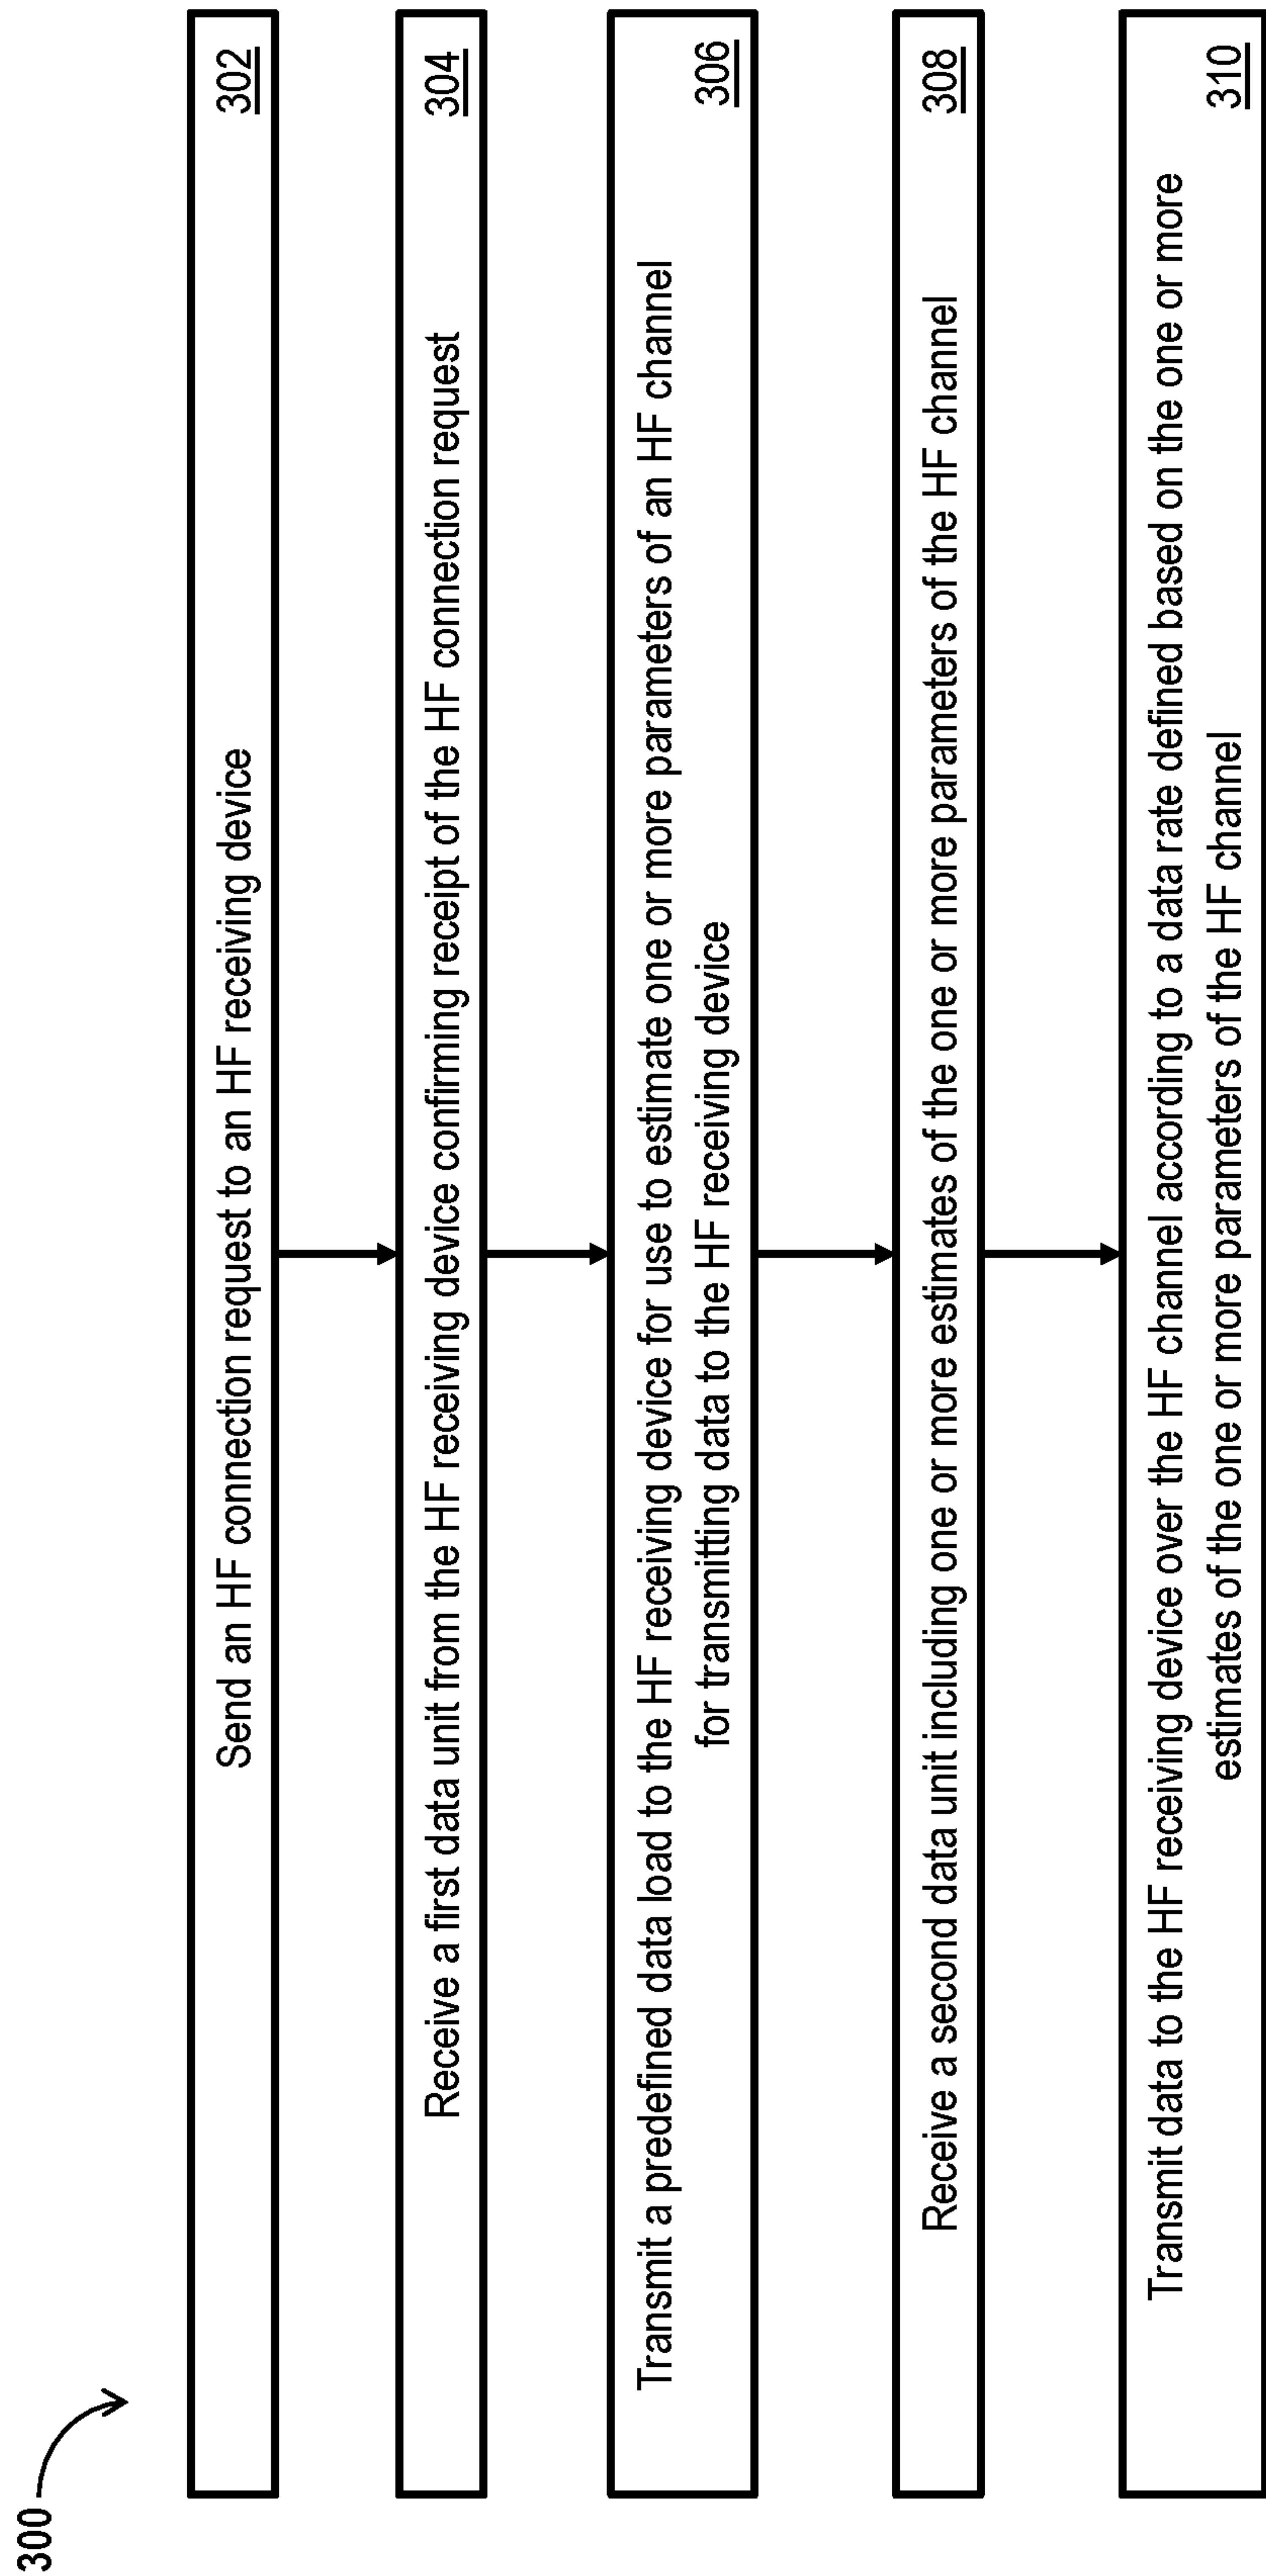 300
Send an HF connection request to an HF receiving device
302
Receive a first data unit from the HF receiving device confirming receipt of the HF connection request
304
Transmit a predefined data load to the HF receiving device for use to estimate one or more parameters of an HF channel
for transmitting data to the HF receiving device
306
Receive a second data unit including one or more estimates of the one or more parameters of the HF channel
308
Transmit data to the HF receiving device over the HF channel according to a data rate defined based on the one or more
estimates of the one or more parameters of the HF channel
310